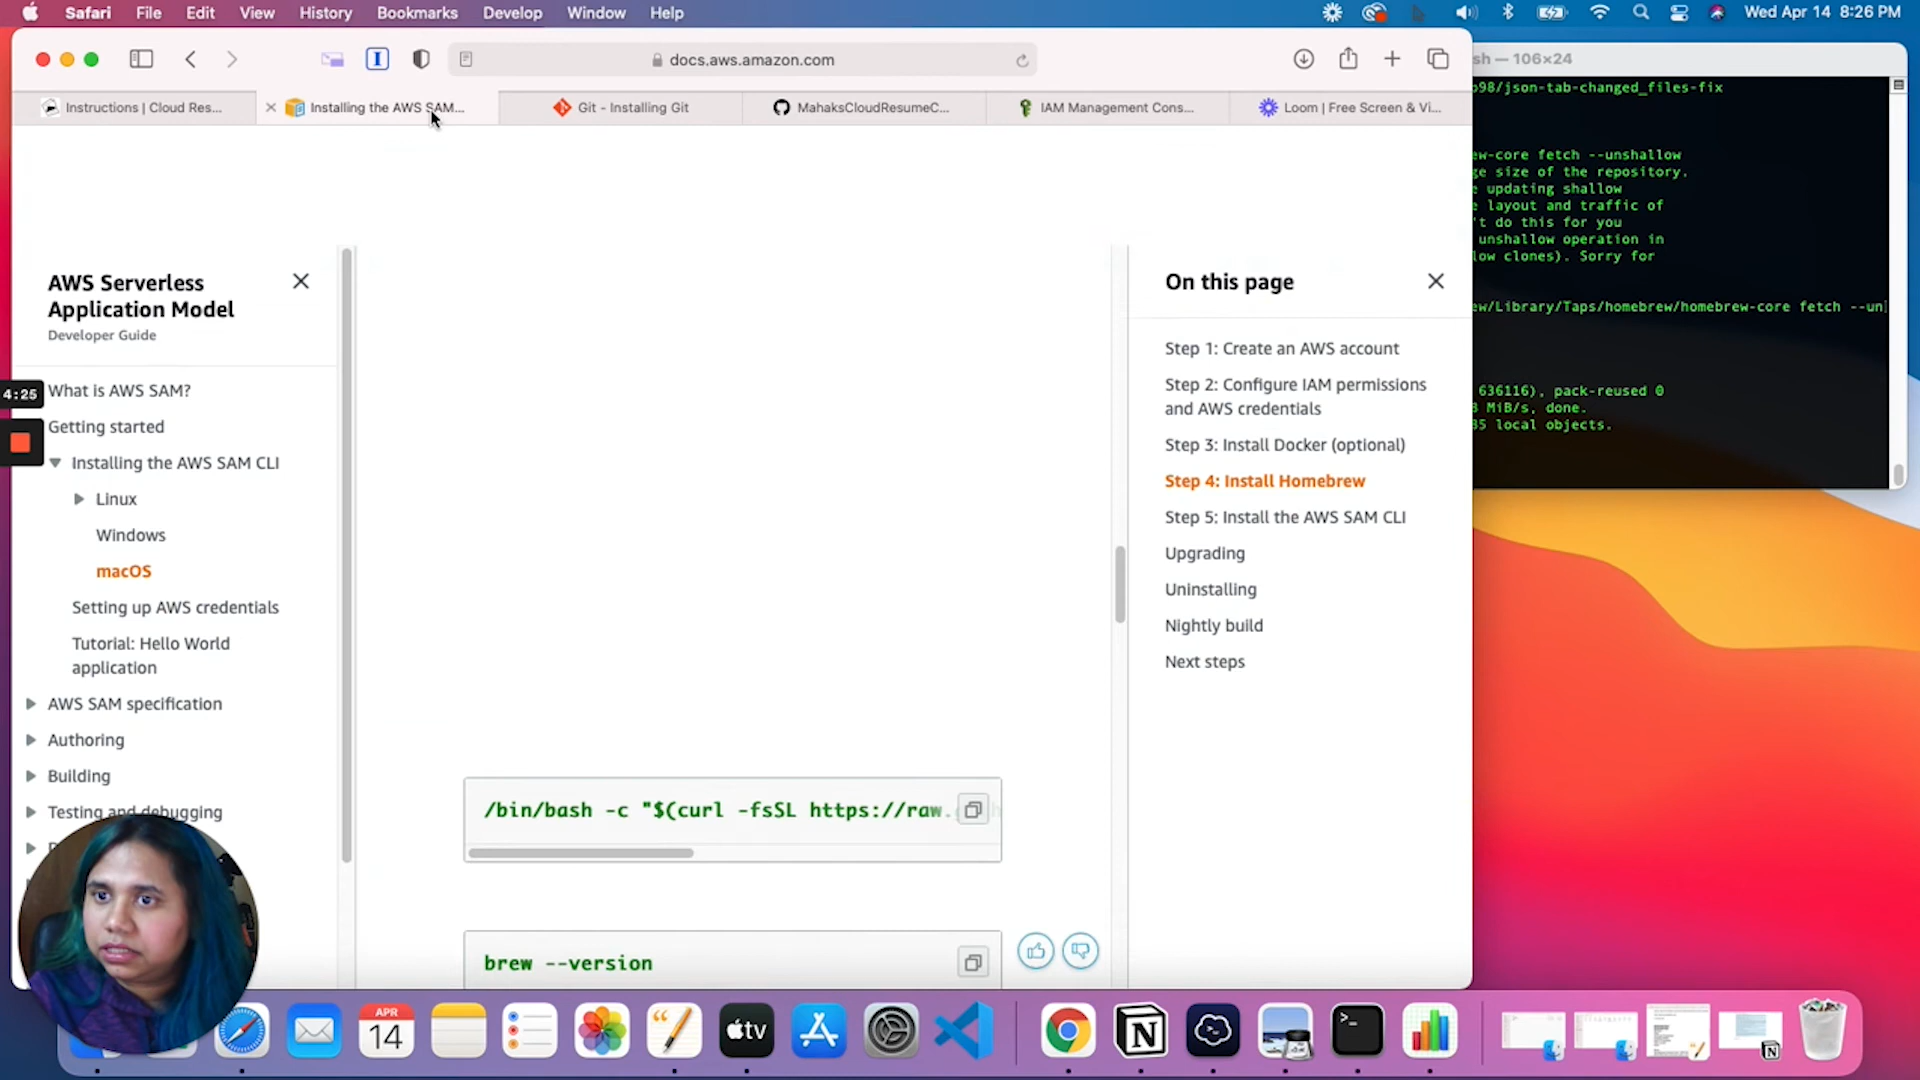 Safari File Edit View History Bookmarks Develop Window Help
Wed Apr 14 8:26 PM
docs.aws.amazon.com
Instructions | Cloud Res...
Installing the AWS SAM...
Git - Installing Git
MahaksCloudResumeC...
IAM Management Cons...
Loom | Free Screen & Vi...
AWS Serverless
Application Model
Developer Guide
What is AWS SAM?
Getting started
Installing the AWS SAM CLI
Linux
Windows
macOS
Setting up AWS credentials
Tutorial: Hello World
application
AWS SAM specification
Authoring
Building
Testing and debugging
4:25
/bin/bash -c "$(curl -fsSL https://raw.
brew --version
On this page
Step 1: Create an AWS account
Step 2: Configure IAM permissions
and AWS credentials
Step 3: Install Docker (optional)
Step 4: Install Homebrew
Step 5: Install the AWS SAM CLI
Upgrading
Uninstalling
Nightly build
Next steps
sh — 106×24
98/json-tab-changed_files-fix
ew-core fetch --unshallow
ge size of the repository.
e updating shallow
e layout and traffic of
't do this for you
unshallow operation in
low clones). Sorry for
ew/Library/Taps/homebrew/homebrew-core fetch --un
636116), pack-reused 0
MiB/s, done.
35 local objects.
APR
14
tv